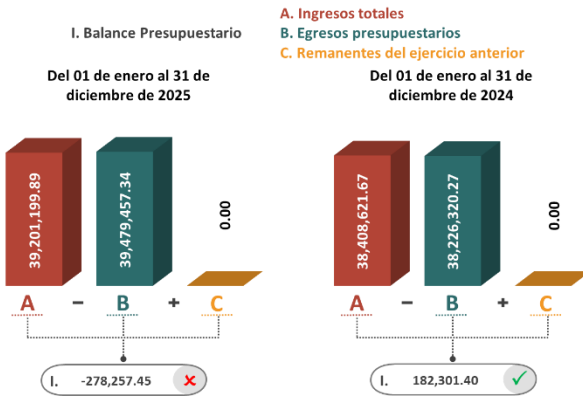 A. Ingresos totales
I. Balance Presupuestario
B. Egresos presupuestarios
C. Remanentes del ejercicio anterior
Del 01 de enero al 31 de
diciembre de 2025
39,201,199.89
39,479,457.34
0.00
A − B + C
I. -278,257.45 ✘
Del 01 de enero al 31 de
diciembre de 2024
38,408,621.67
38,226,320.27
0.00
A − B + C
I. 182,301.40 ✓